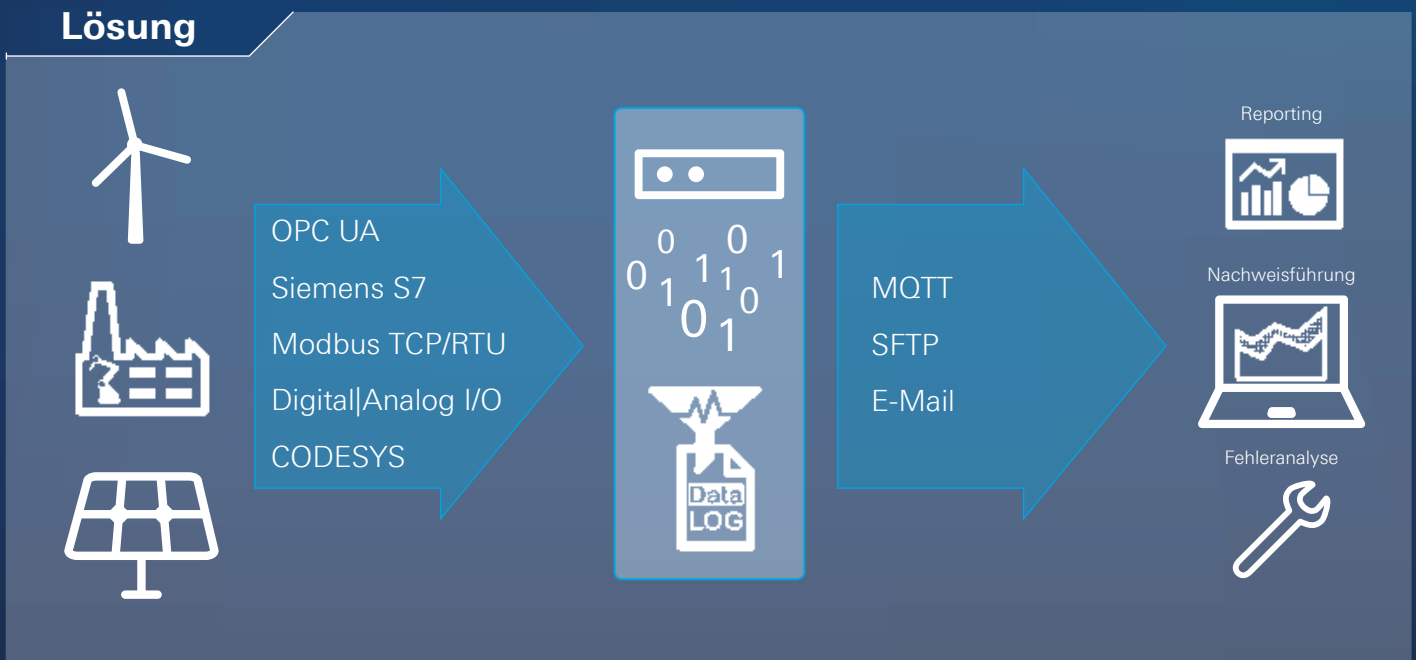 Lösung
OPC UA
Siemens S7
Modbus TCP/RTU
Digital|Analog I/O
CODESYS
0 0
0 1 1 1
1 0
0 1
Data
LOG
MQTT
SFTP
E-Mail
Reporting
Nachweisführung
Fehleranalyse